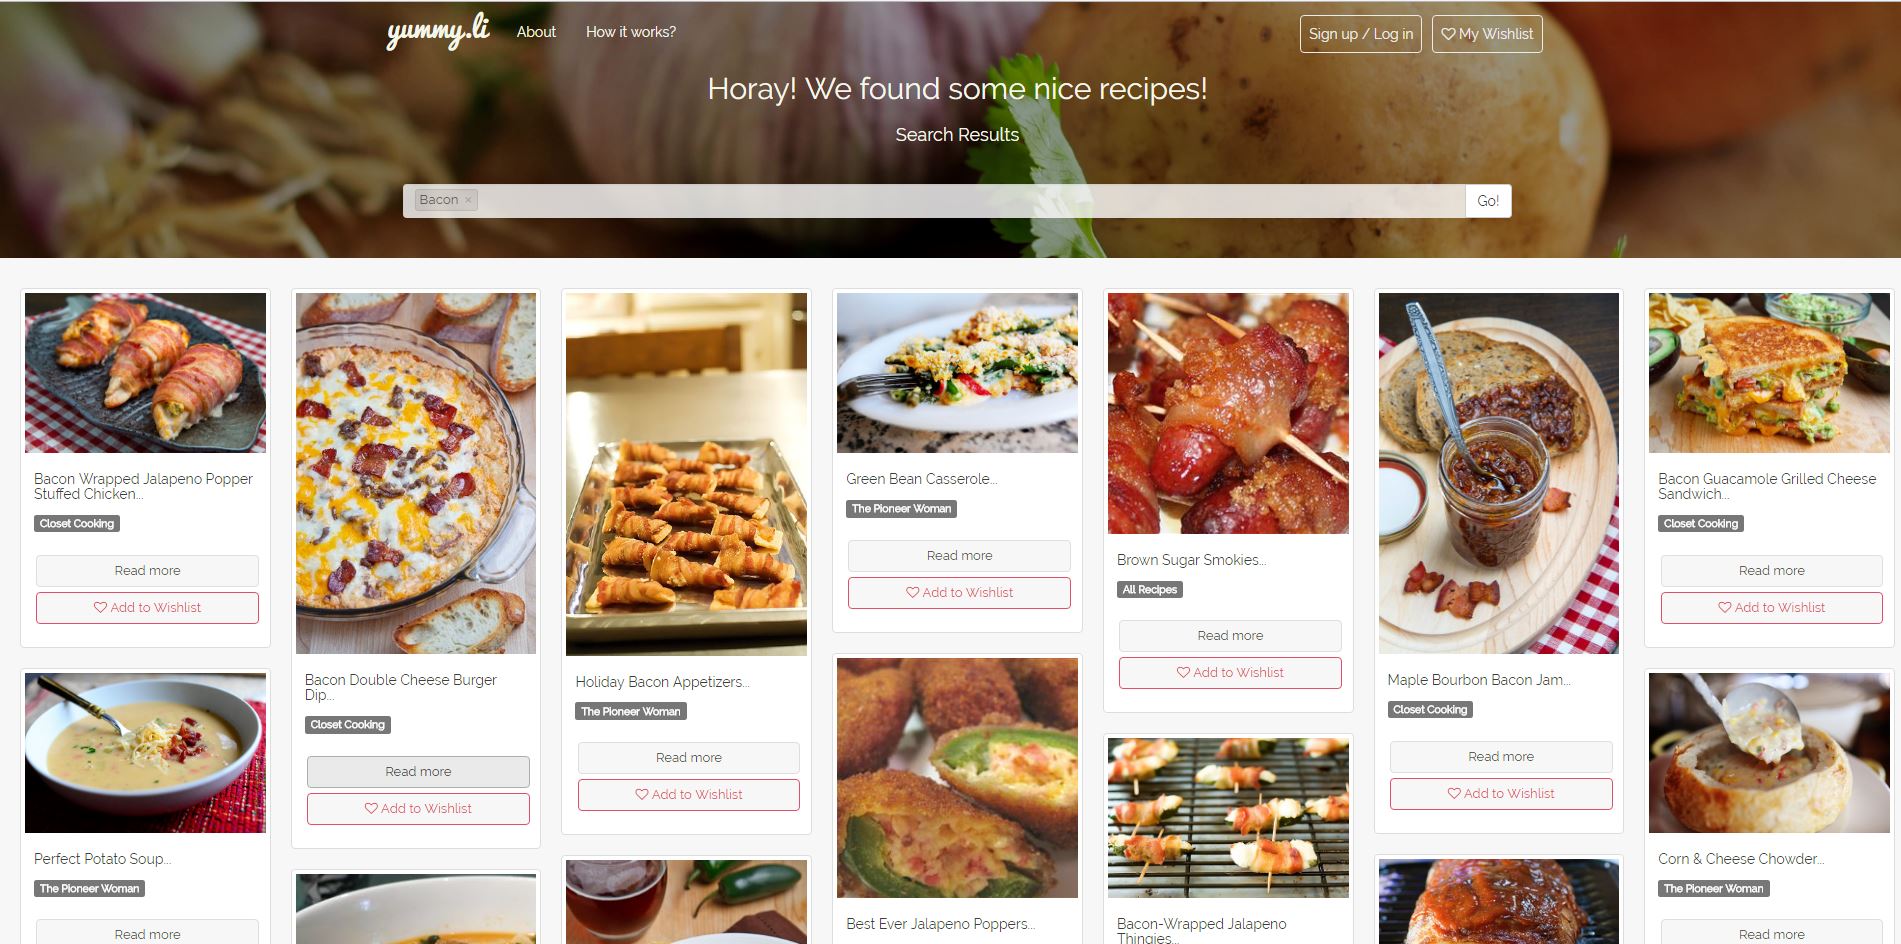 yummy.li
About
How it works?
Sign up / Log in
My Wishlist
Horay! We found some nice recipes!
Search Results
Bacon ×
Go!
Bacon Wrapped Jalapeno Popper
Stuffed Chicken...
Closet Cooking
Read more
Add to Wishlist
Perfect Potato Soup...
The Pioneer Woman
Read more
Bacon Double Cheese Burger
Dip...
Closet Cooking
Read more
Add to Wishlist
Holiday Bacon Appetizers...
The Pioneer Woman
Read more
Add to Wishlist
Green Bean Casserole...
The Pioneer Woman
Read more
Add to Wishlist
Best Ever Jalapeno Poppers...
Brown Sugar Smokies...
All Recipes
Read more
Add to Wishlist
Bacon-Wrapped Jalapeno
Thingies...
Maple Bourbon Bacon Jam...
Closet Cooking
Read more
Add to Wishlist
Bacon Guacamole Grilled Cheese
Sandwich...
Closet Cooking
Read more
Add to Wishlist
Corn & Cheese Chowder...
The Pioneer Woman
Read more